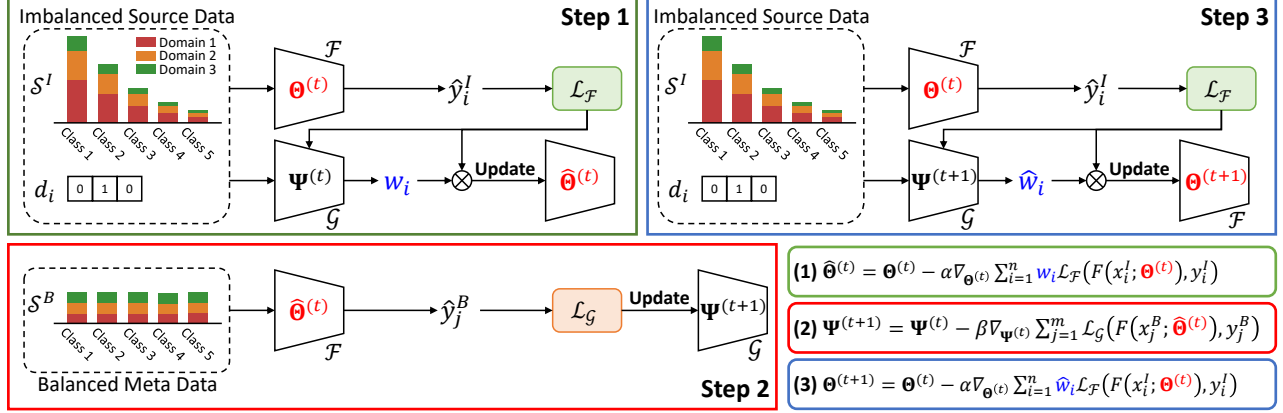 Imbalanced Source Data
Step 1
𝒮^I
Domain 1
Domain 2
Domain 3
Class 1
Class 2
Class 3
Class 4
Class 5
d_i
0 1 0
Θ^(t)
ℱ
ŷ_i^I
ℒ_ℱ
Ψ^(t)
𝒢
w_i
⊗
Update
Θ̂^(t)
Imbalanced Source Data
Step 3
𝒮^I
Class 1
Class 2
Class 3
Class 4
Class 5
d_i
0 1 0
Θ^(t)
ℱ
ŷ_i^I
ℒ_ℱ
Ψ^(t+1)
𝒢
ŵ_i
⊗
Update
Θ^(t+1)
ℱ
𝒮^B
Class 1
Class 2
Class 3
Class 4
Class 5
Balanced Meta Data
Θ̂^(t)
ℱ
ŷ_j^B
ℒ_𝒢
Update
Ψ^(t+1)
𝒢
Step 2
(1) Θ̂^(t) = Θ^(t) − α∇_Θ^(t) ∑_{i=1}^n w_i ℒ_ℱ(F(x_i^I; Θ^(t)), y_i^I)
(2) Ψ^(t+1) = Ψ^(t) − β∇_Ψ^(t) ∑_{j=1}^m ℒ_𝒢(F(x_j^B; Θ̂^(t)), y_j^B)
(3) Θ^(t+1) = Θ^(t) − α∇_Θ^(t) ∑_{i=1}^n ŵ_i ℒ_ℱ(F(x_i^I; Θ^(t)), y_i^I)